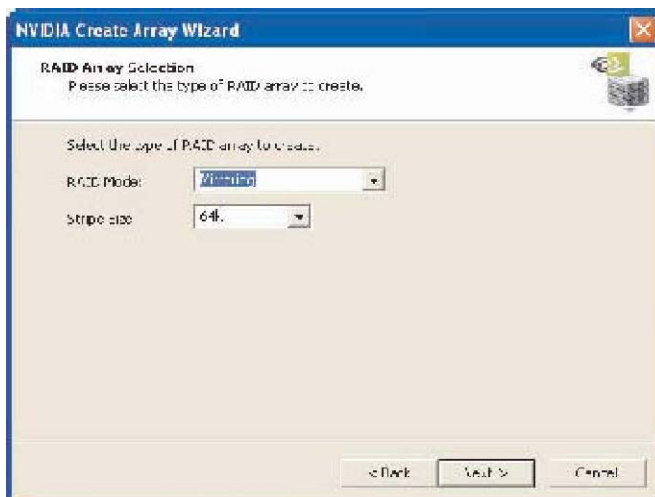 NVIDIA Create Array Wizard
RAID Array Selection
Please select the type of RAID array to create.
Select the type of RAID array to create.
RAID Mode:
Mirroring
Stripe Size
64k
< Back
Next >
Cancel